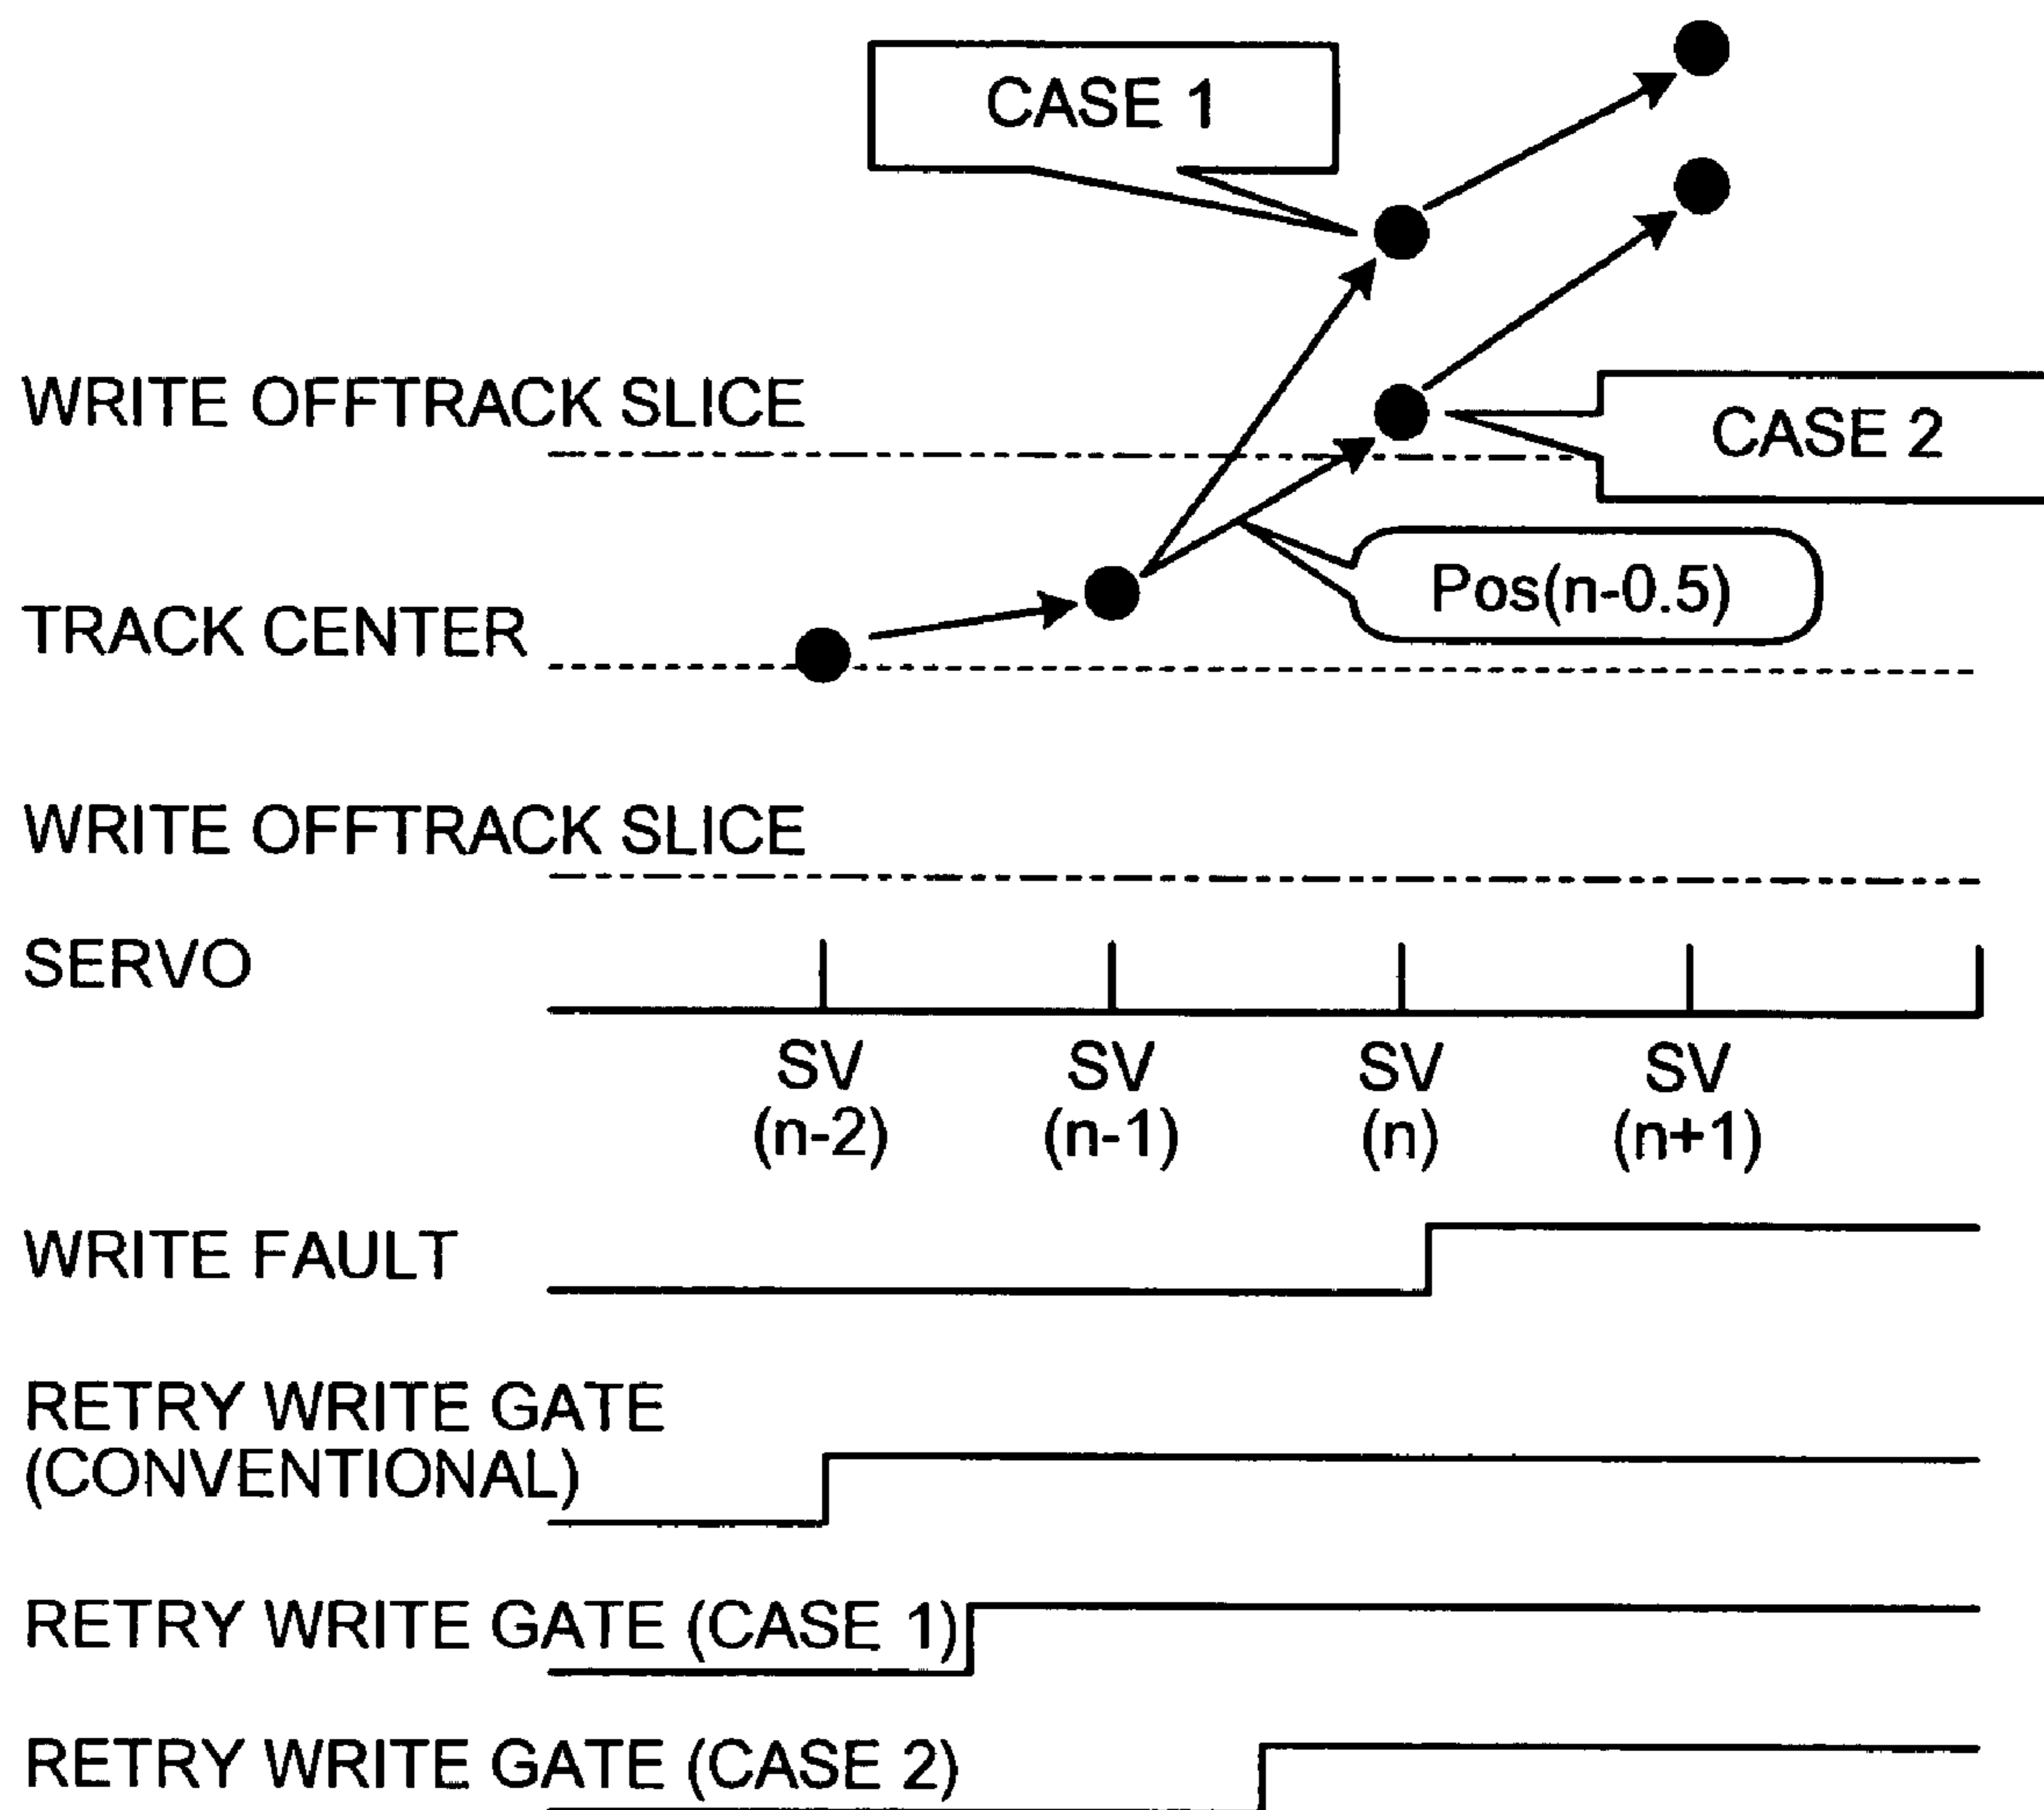 CASE 1
WRITE OFFTRACK SLICE
CASE 2
Pos(n-0.5)
TRACK CENTER
WRITE OFFTRACK SLICE
SERVO
SV
(n-2)
SV
(n-1)
SV
(n)
SV
(n+1)
WRITE FAULT
RETRY WRITE GATE
(CONVENTIONAL)
RETRY WRITE GATE (CASE 1)
RETRY WRITE GATE (CASE 2)